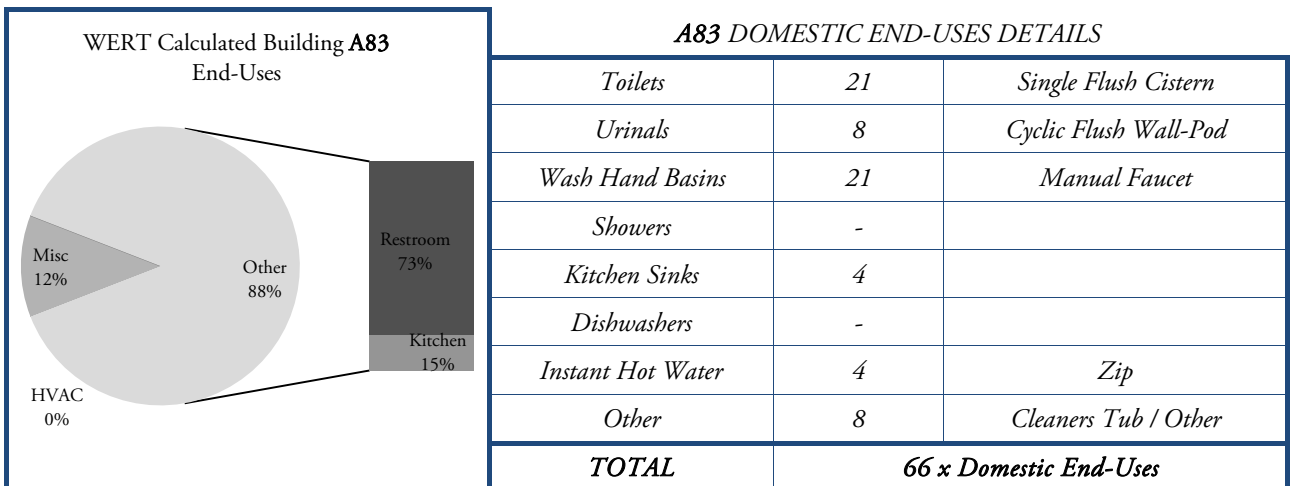 WERT Calculated Building A83
End-Uses
Misc
12%
Other
88%
HVAC
0%
Restroom
73%
Kitchen
15%
A83 DOMESTIC END-USES DETAILS
Toilets 21 Single Flush Cistern
Urinals 8 Cyclic Flush Wall-Pod
Wash Hand Basins 21 Manual Faucet
Showers -
Kitchen Sinks 4
Dishwashers -
Instant Hot Water 4 Zip
Other 8 Cleaners Tub / Other
TOTAL 66 x Domestic End-Uses